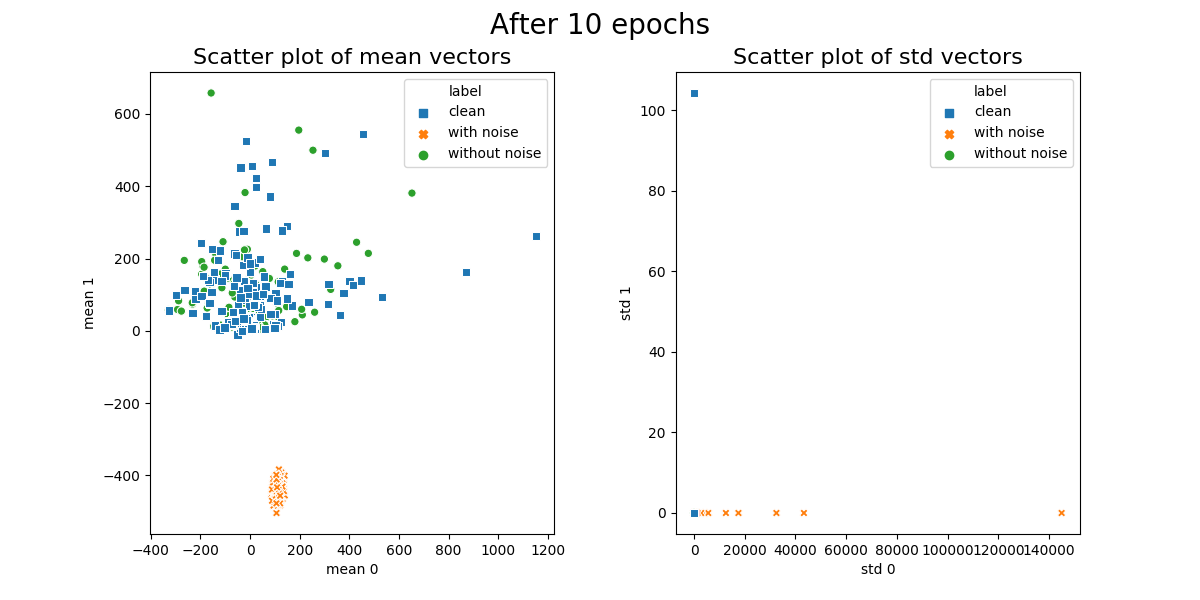 After 10 epochs
Scatter plot of mean vectors
label
clean
with noise
without noise
600
400
200
0
−200
−400
mean 1
−400
−200
0
200
400
600
800
1000
1200
mean 0
Scatter plot of std vectors
label
clean
with noise
without noise
100
80
60
40
20
0
std 1
0
20000
40000
60000
80000
100000
120000
140000
std 0